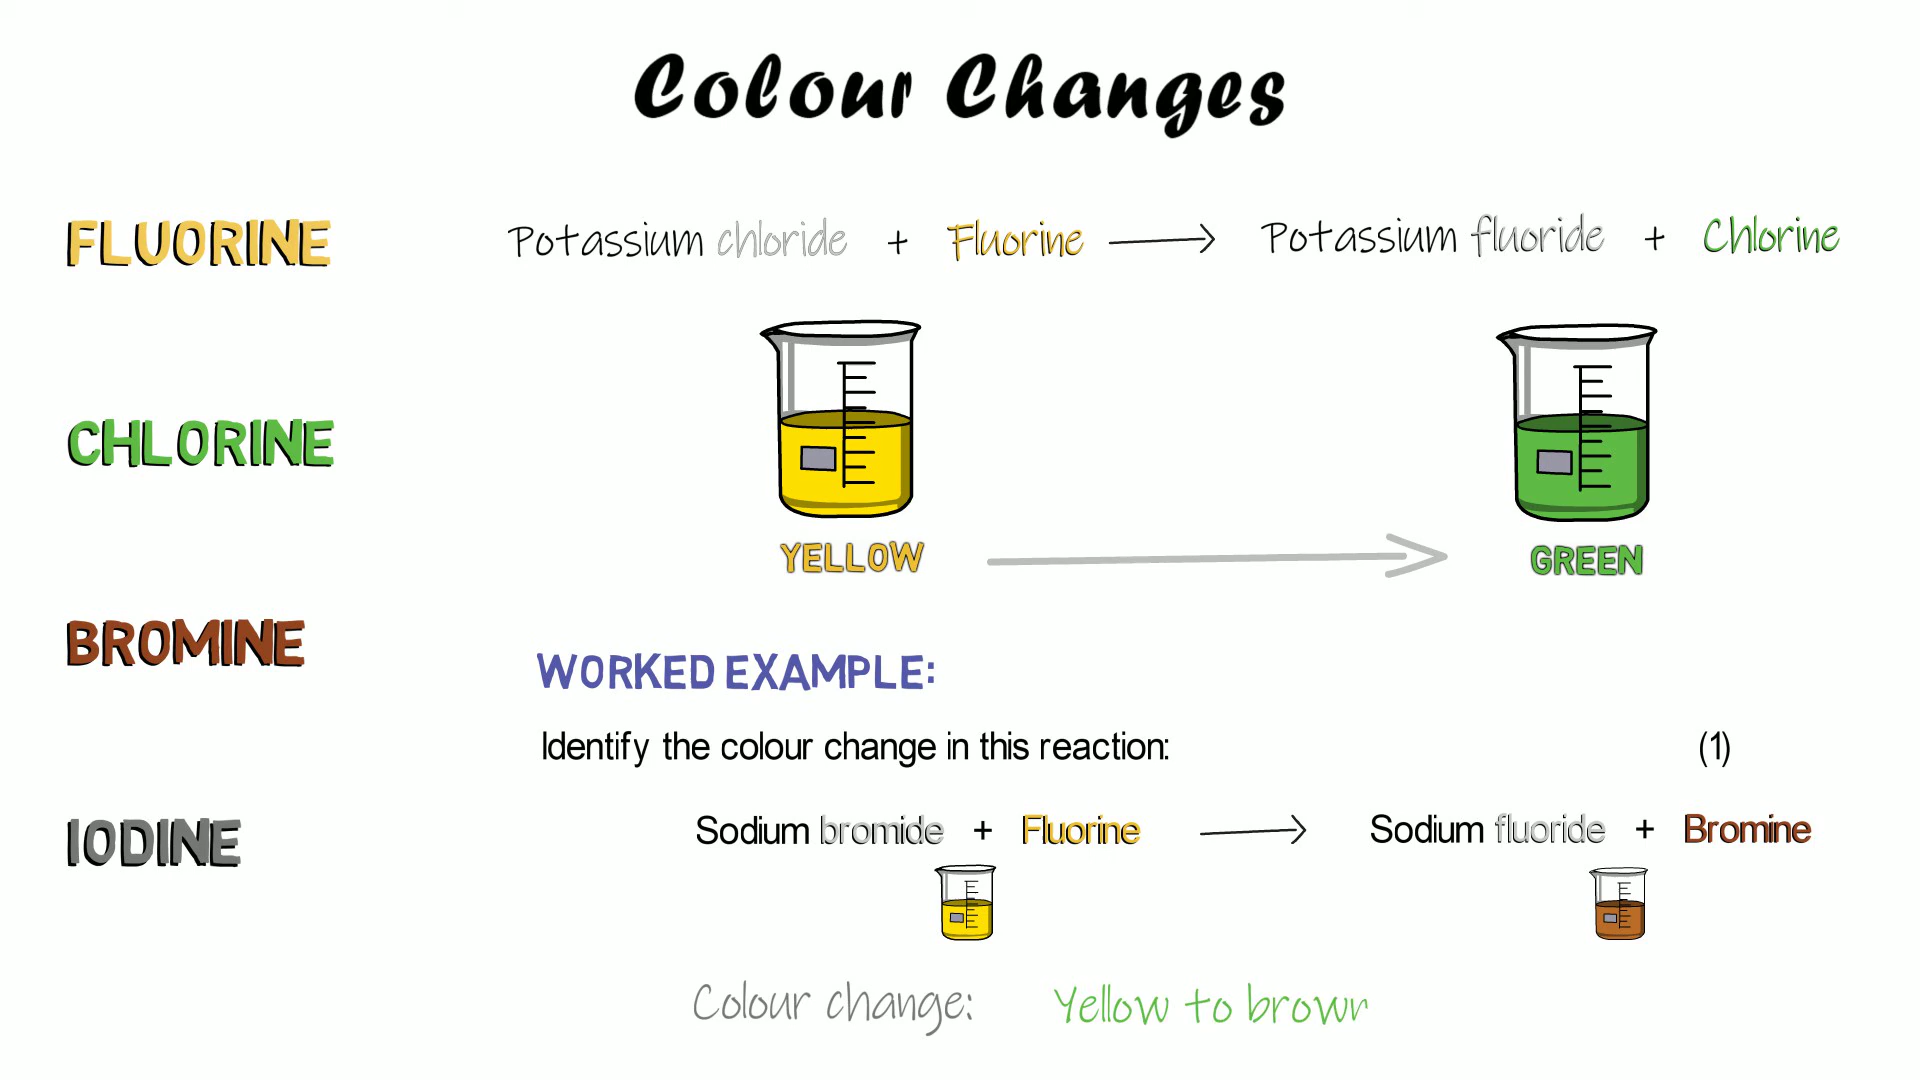 Colour Changes
FLUORINE
Potassium chloride + Fluorine → Potassium fluoride + Chlorine
CHLORINE
YELLOW
GREEN
BROMINE
WORKED EXAMPLE:
Identify the colour change in this reaction: (1)
IODINE
Sodium bromide + Fluorine → Sodium fluoride + Bromine
Colour change: Yellow to brown